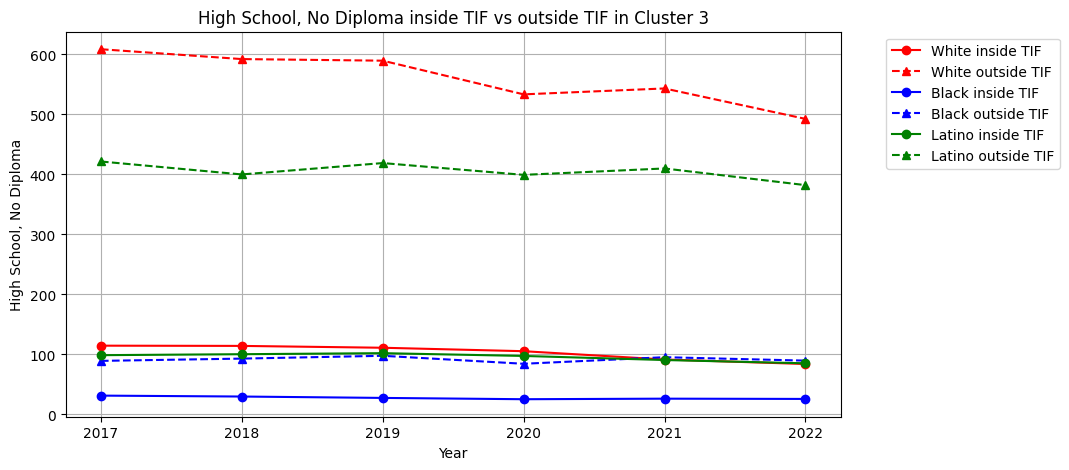 High School, No Diploma inside TIF vs outside TIF in Cluster 3
High School, No Diploma
600
500
400
300
200
100
0
2017 2018 2019 2020 2021 2022
Year
White inside TIF
White outside TIF
Black inside TIF
Black outside TIF
Latino inside TIF
Latino outside TIF